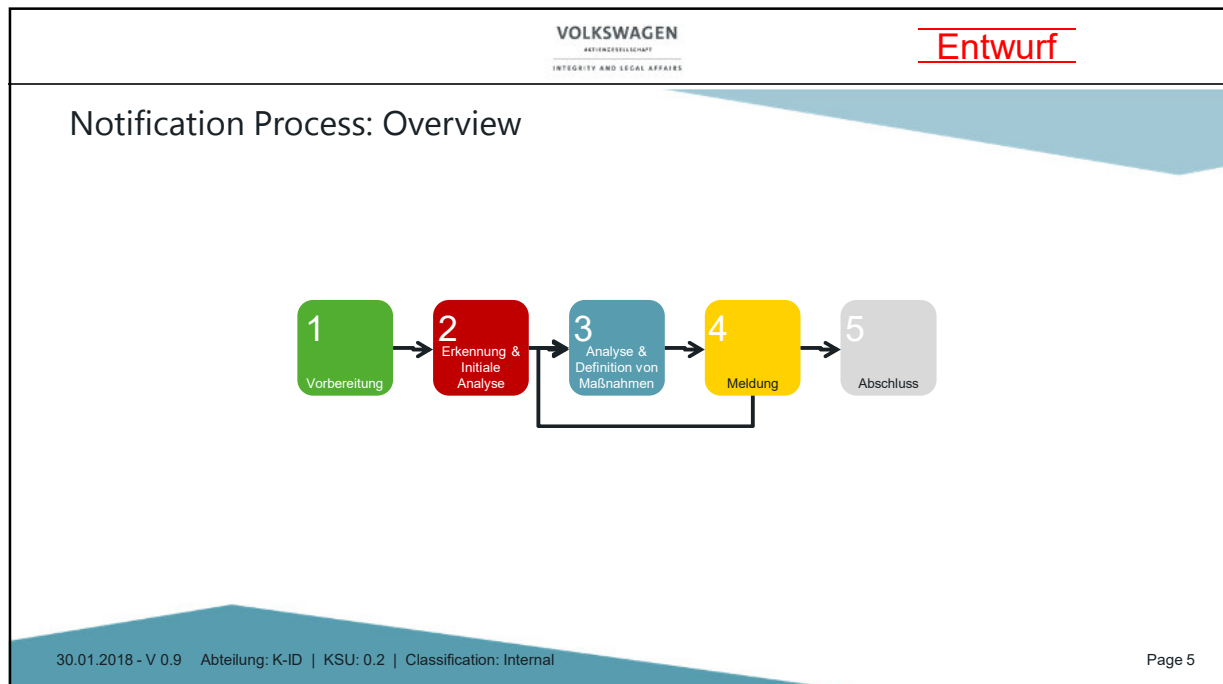 VOLKSWAGEN
AKTIENGESELLSCHAFT
INTEGRITY AND LEGAL AFFAIRS
Entwurf
Notification Process: Overview
1
Vorbereitung
2
Erkennung &
Initiale
Analyse
3
Analyse &
Definition von
Maßnahmen
4
Meldung
5
Abschluss
30.01.2018 - V 0.9 Abteilung: K-ID | KSU: 0.2 | Classification: Internal
Page 5